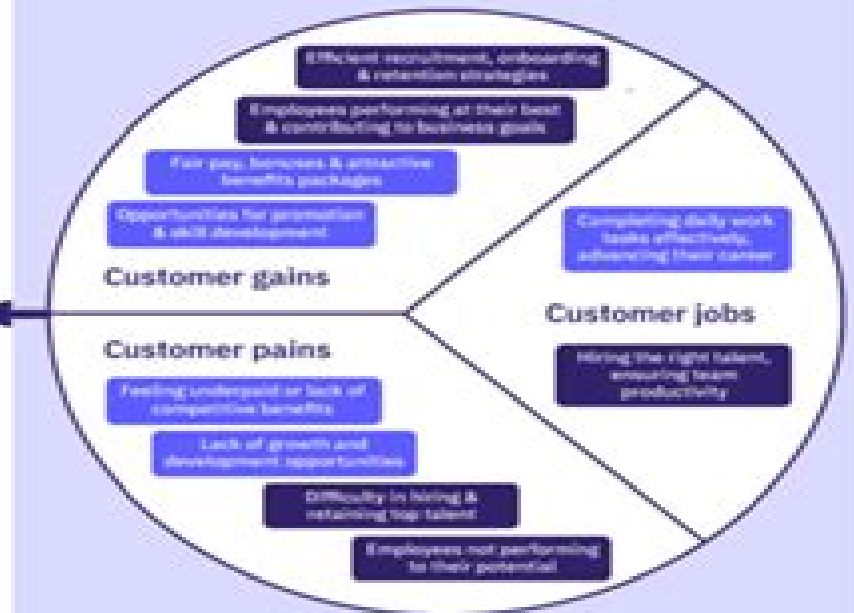 Efficient recruitment, onboarding
& retention strategies
Employees performing at their best
& contributing to business goals
Fair pay, bonuses & attractive
benefits packages
Opportunities for promotion
& skill development
Customer gains
Completing daily work
tasks effectively,
advancing their career
Customer jobs
Hiring the right talent,
ensuring team
productivity
Customer pains
Feeling underpaid or lack of
competitive benefits
Lack of growth and
development opportunities
Difficulty in hiring &
retaining top talent
Employees not performing
to their potential